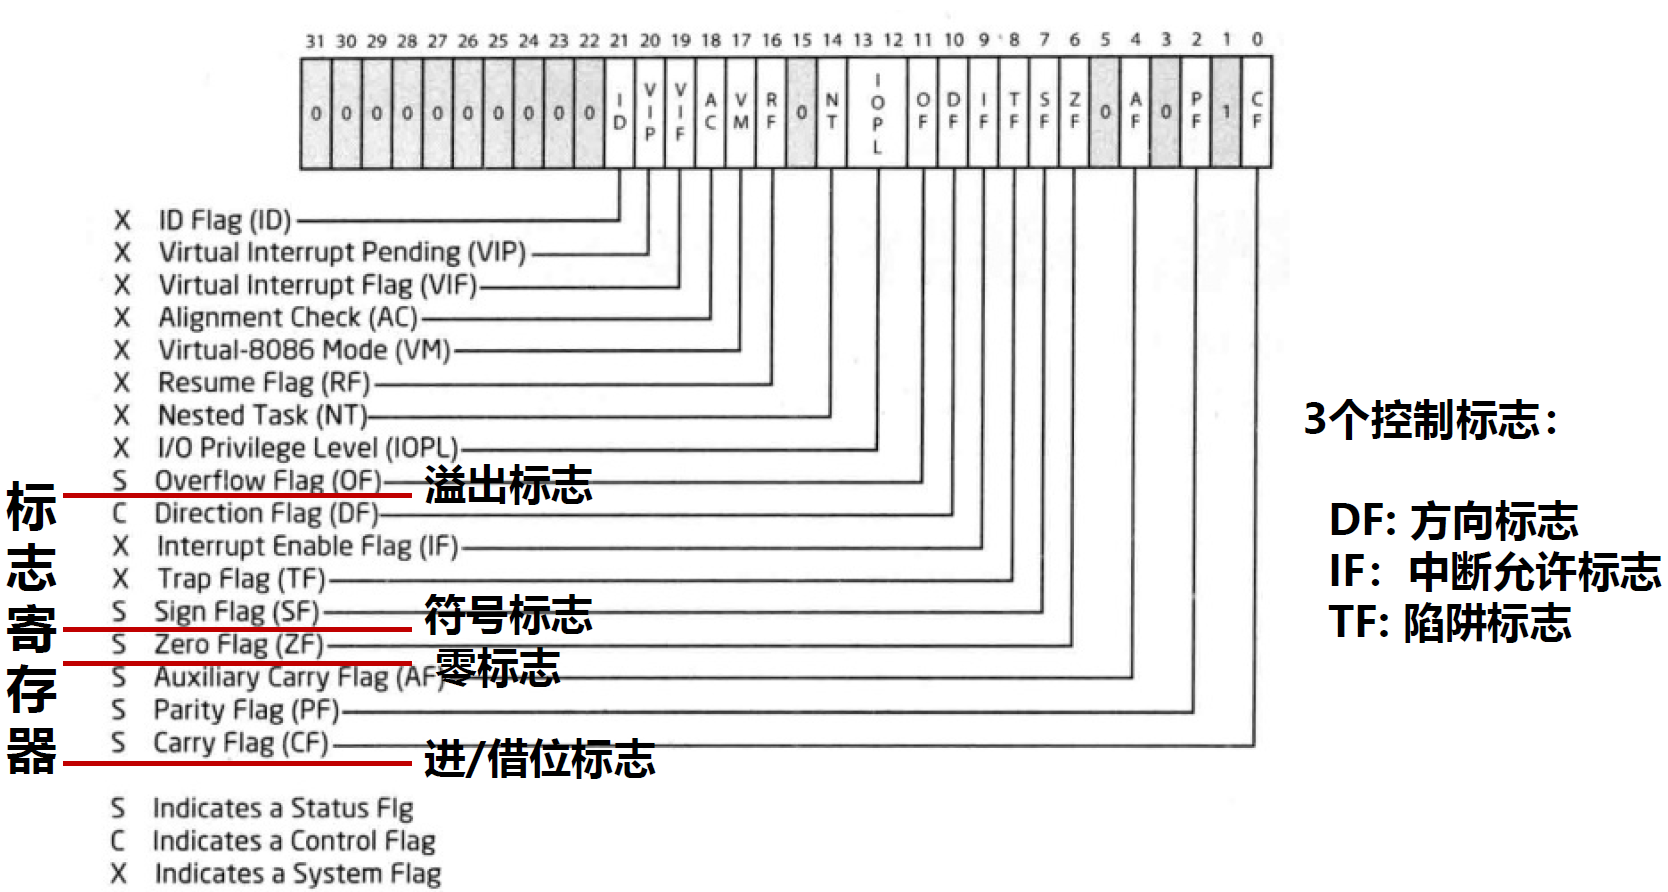 31 30 29 28 27 26 25 24 23 22 21 20 19 18 17 16 15 14 13 12 11 10 9 8 7 6 5 4 3 2 1 0
0 0 0 0 0 0 0 0 0 0 ID VIP VIF AC VM RF 0 NT IOPL OF DF IF TF SF ZF 0 AF 0 PF 1 CF
X ID Flag (ID)
X Virtual Interrupt Pending (VIP)
X Virtual Interrupt Flag (VIF)
X Alignment Check (AC)
X Virtual-8086 Mode (VM)
X Resume Flag (RF)
X Nested Task (NT)
X I/O Privilege Level (IOPL)
S Overflow Flag (OF) 溢出标志
C Direction Flag (DF)
X Interrupt Enable Flag (IF)
X Trap Flag (TF)
S Sign Flag (SF) 符号标志
S Zero Flag (ZF) 零标志
S Auxiliary Carry Flag (AF)
S Parity Flag (PF)
S Carry Flag (CF) 进/借位标志
标志寄存器
S Indicates a Status Flg
C Indicates a Control Flag
X Indicates a System Flag
3个控制标志：
DF: 方向标志
IF：中断允许标志
TF: 陷阱标志